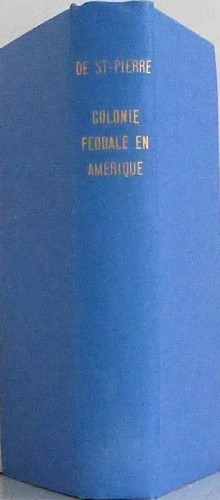 DE ST-PIERRE
COLONIE
FEODALE EN
AMERIQUE